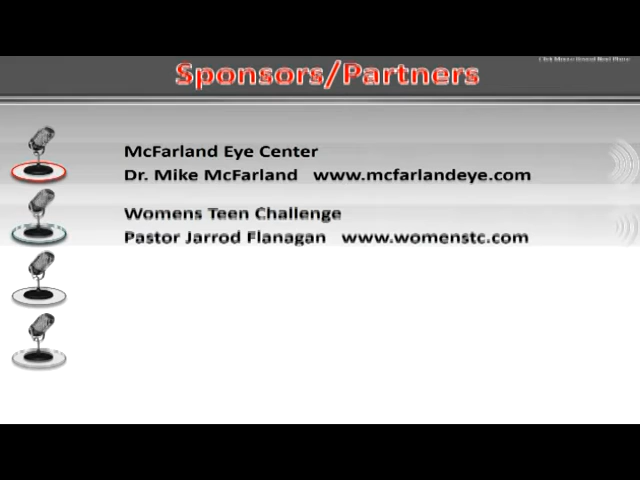 Sponsors/Partners
McFarland Eye Center
Dr. Mike McFarland www.mcfarlandeye.com
Womens Teen Challenge
Pastor Jarrod Flanagan www.womenstc.com